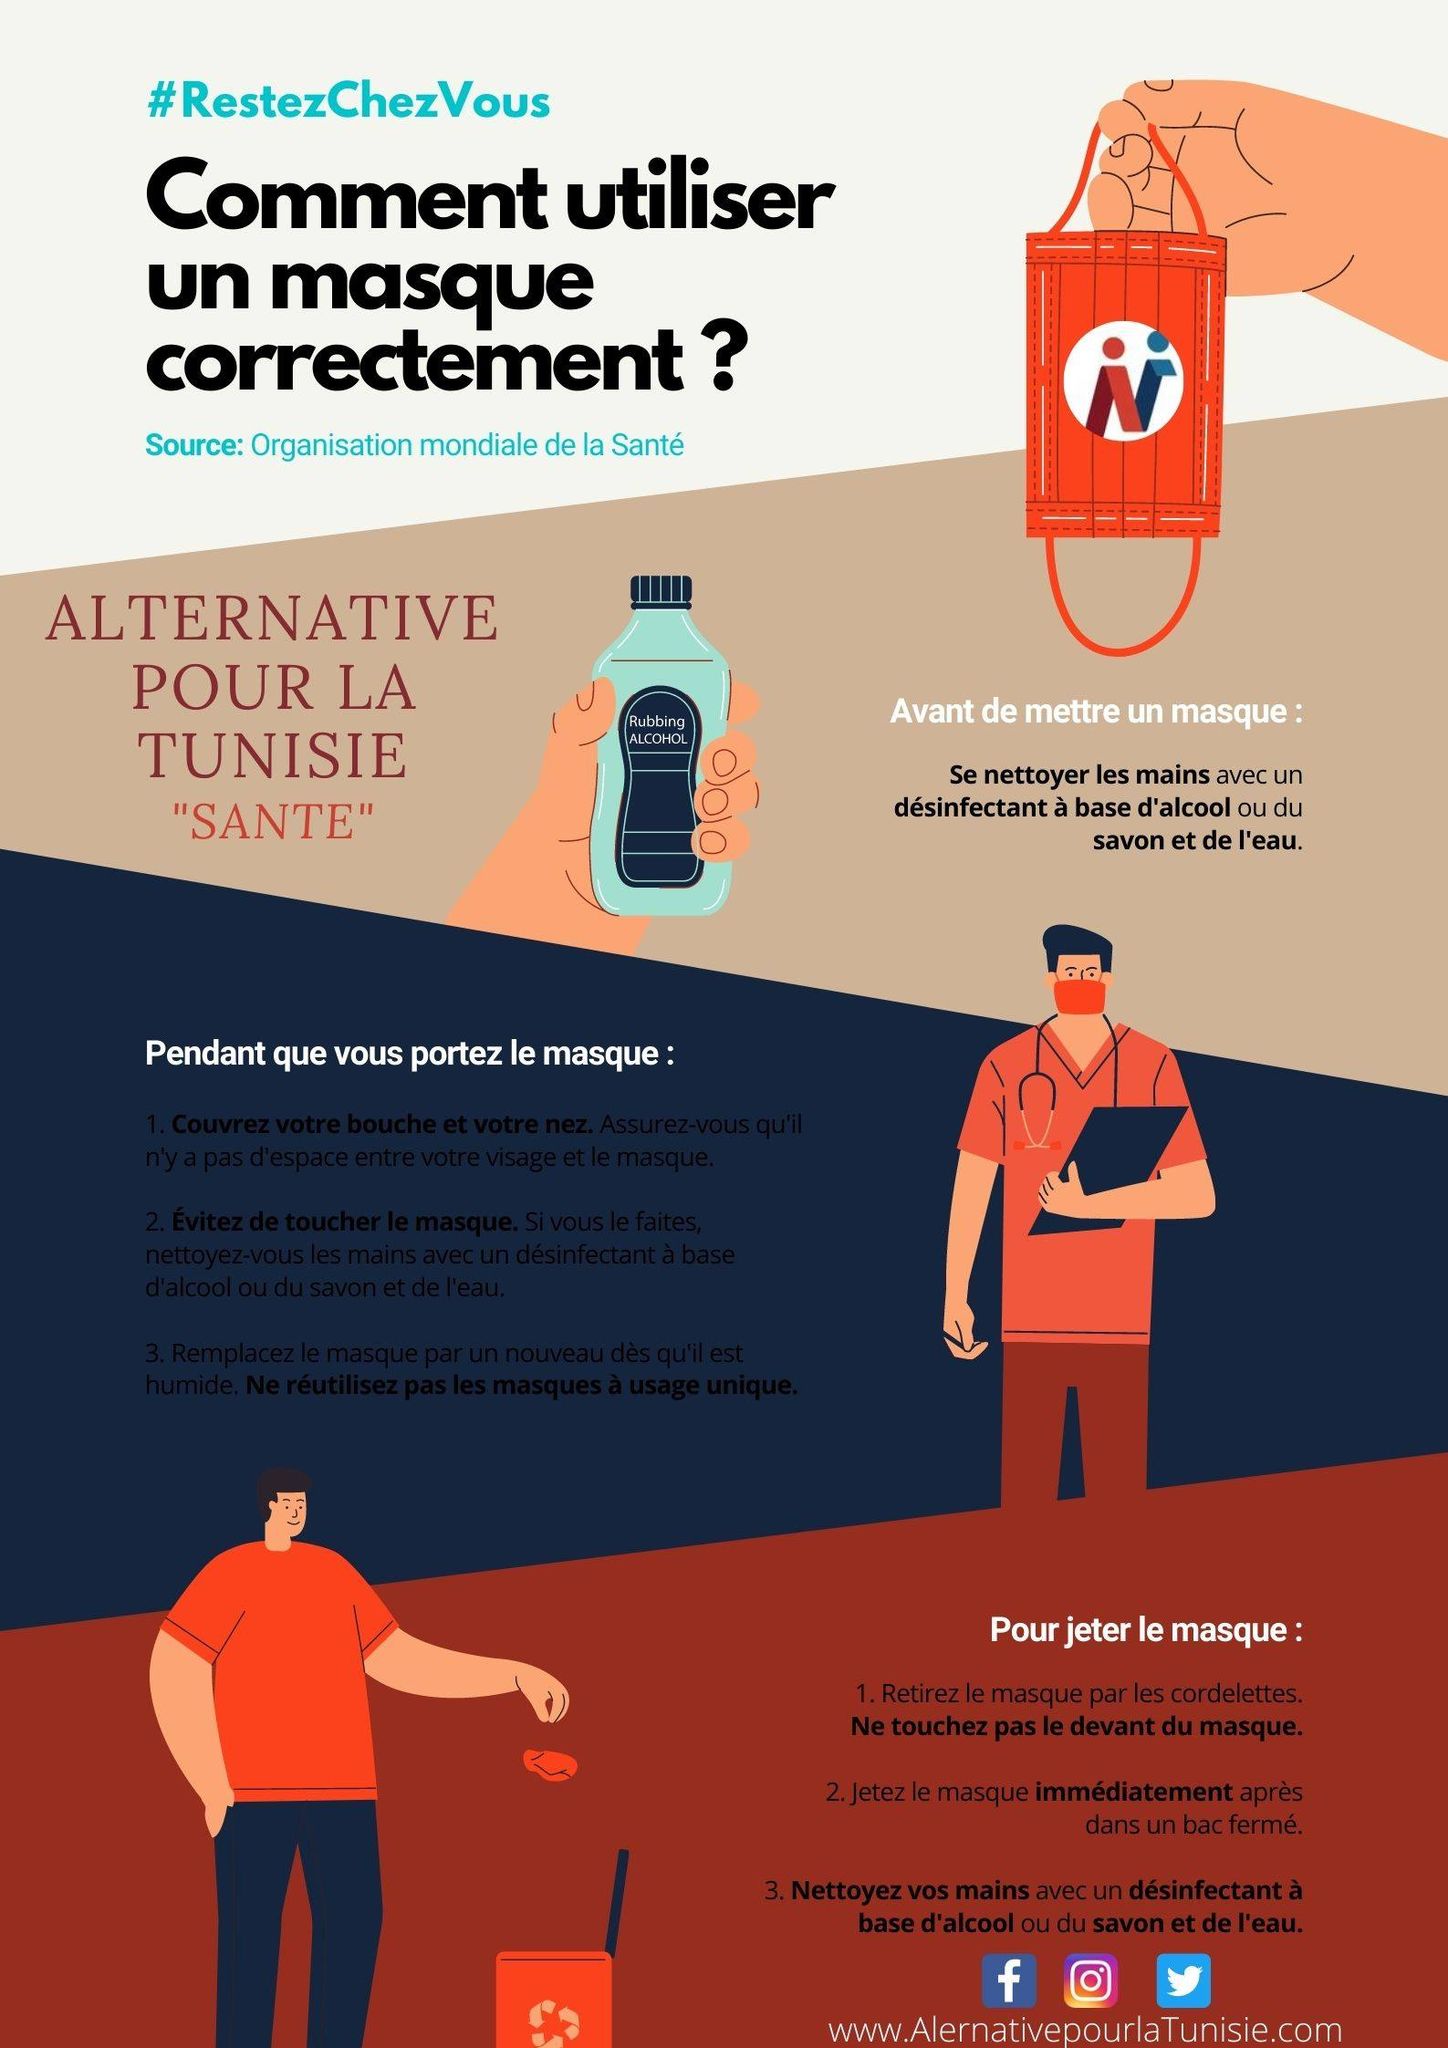 #RestezChezVous
Comment utiliser
un masque
correctement ?
Source: Organisation mondiale de la Santé
ALTERNATIVE
POUR LA
TUNISIE
"SANTE"
Rubbing
ALCOHOL
Avant de mettre un masque :
Se nettoyer les mains avec un
désinfectant à base d'alcool ou du
savon et de l'eau.
Pendant que vous portez le masque :
1. Couvrez votre bouche et votre nez. Assurez-vous qu'il
n'y a pas d'espace entre votre visage et le masque.
2. Évitez de toucher le masque. Si vous le faites,
nettoyez-vous les mains avec un désinfectant à base
d'alcool ou du savon et de l'eau.
3. Remplacez le masque par un nouveau dès qu'il est
humide. Ne réutilisez pas les masques à usage unique.
Pour jeter le masque :
1. Retirez le masque par les cordelettes.
Ne touchez pas le devant du masque.
2. Jetez le masque immédiatement après
dans un bac fermé.
3. Nettoyez vos mains avec un désinfectant à
base d'alcool ou du savon et de l'eau.
www.AlernativepourlaTunisie.com